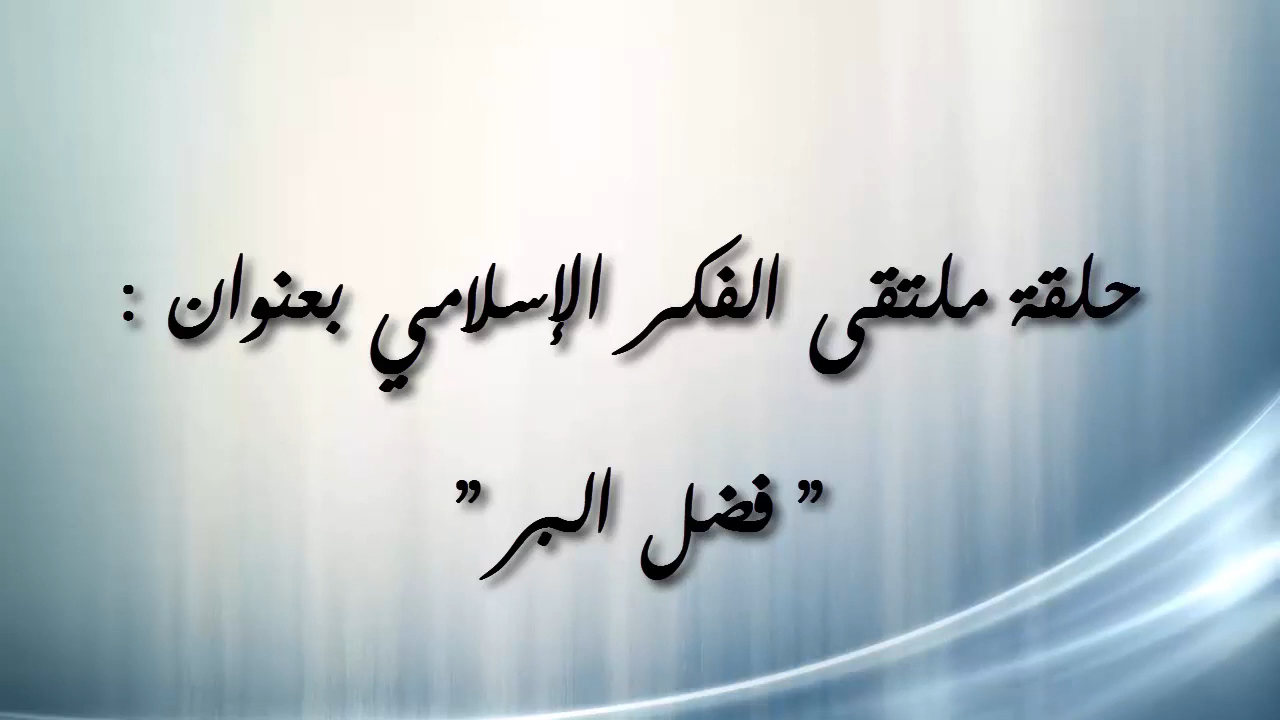 حلقة ملتقى الفكر الإسلامي بعنوان :
” فضل البر ”